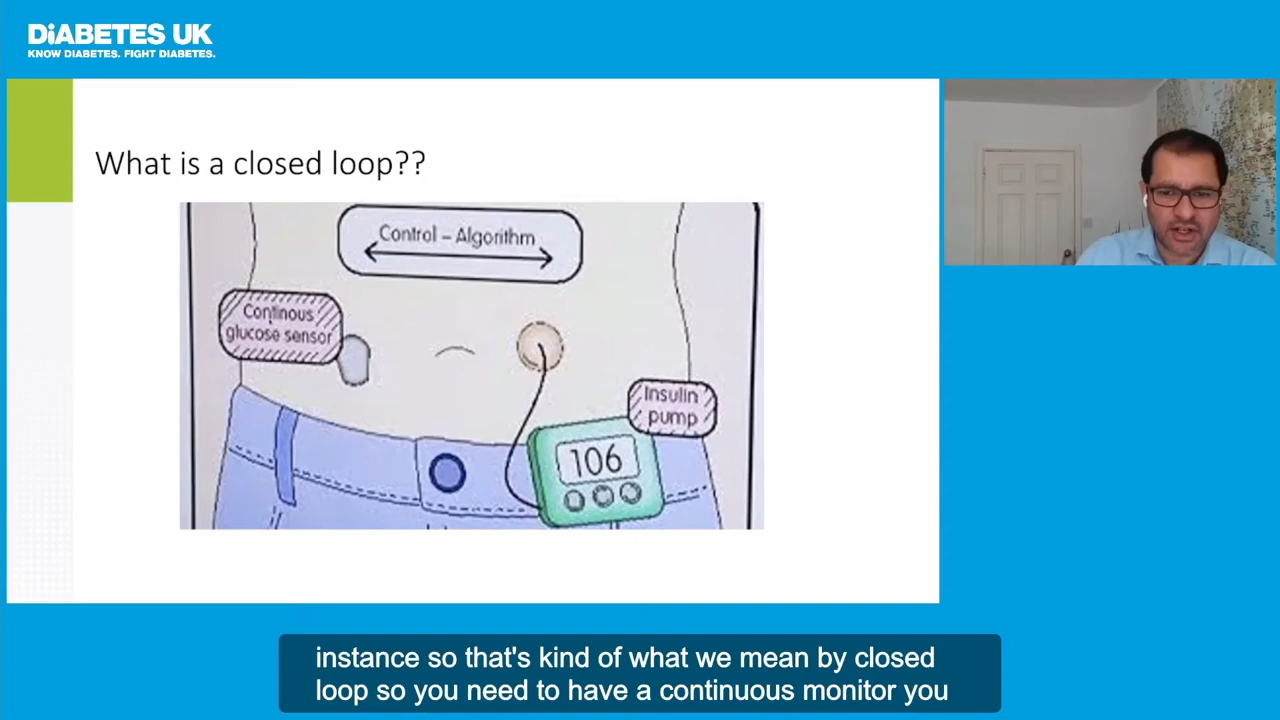 DiABETES UK
KNOW DIABETES. FIGHT DIABETES.
What is a closed loop??
Control – Algorithm
Continous
glucose sensor
Insulin
pump
106
instance so that's kind of what we mean by closed
loop so you need to have a continuous monitor you